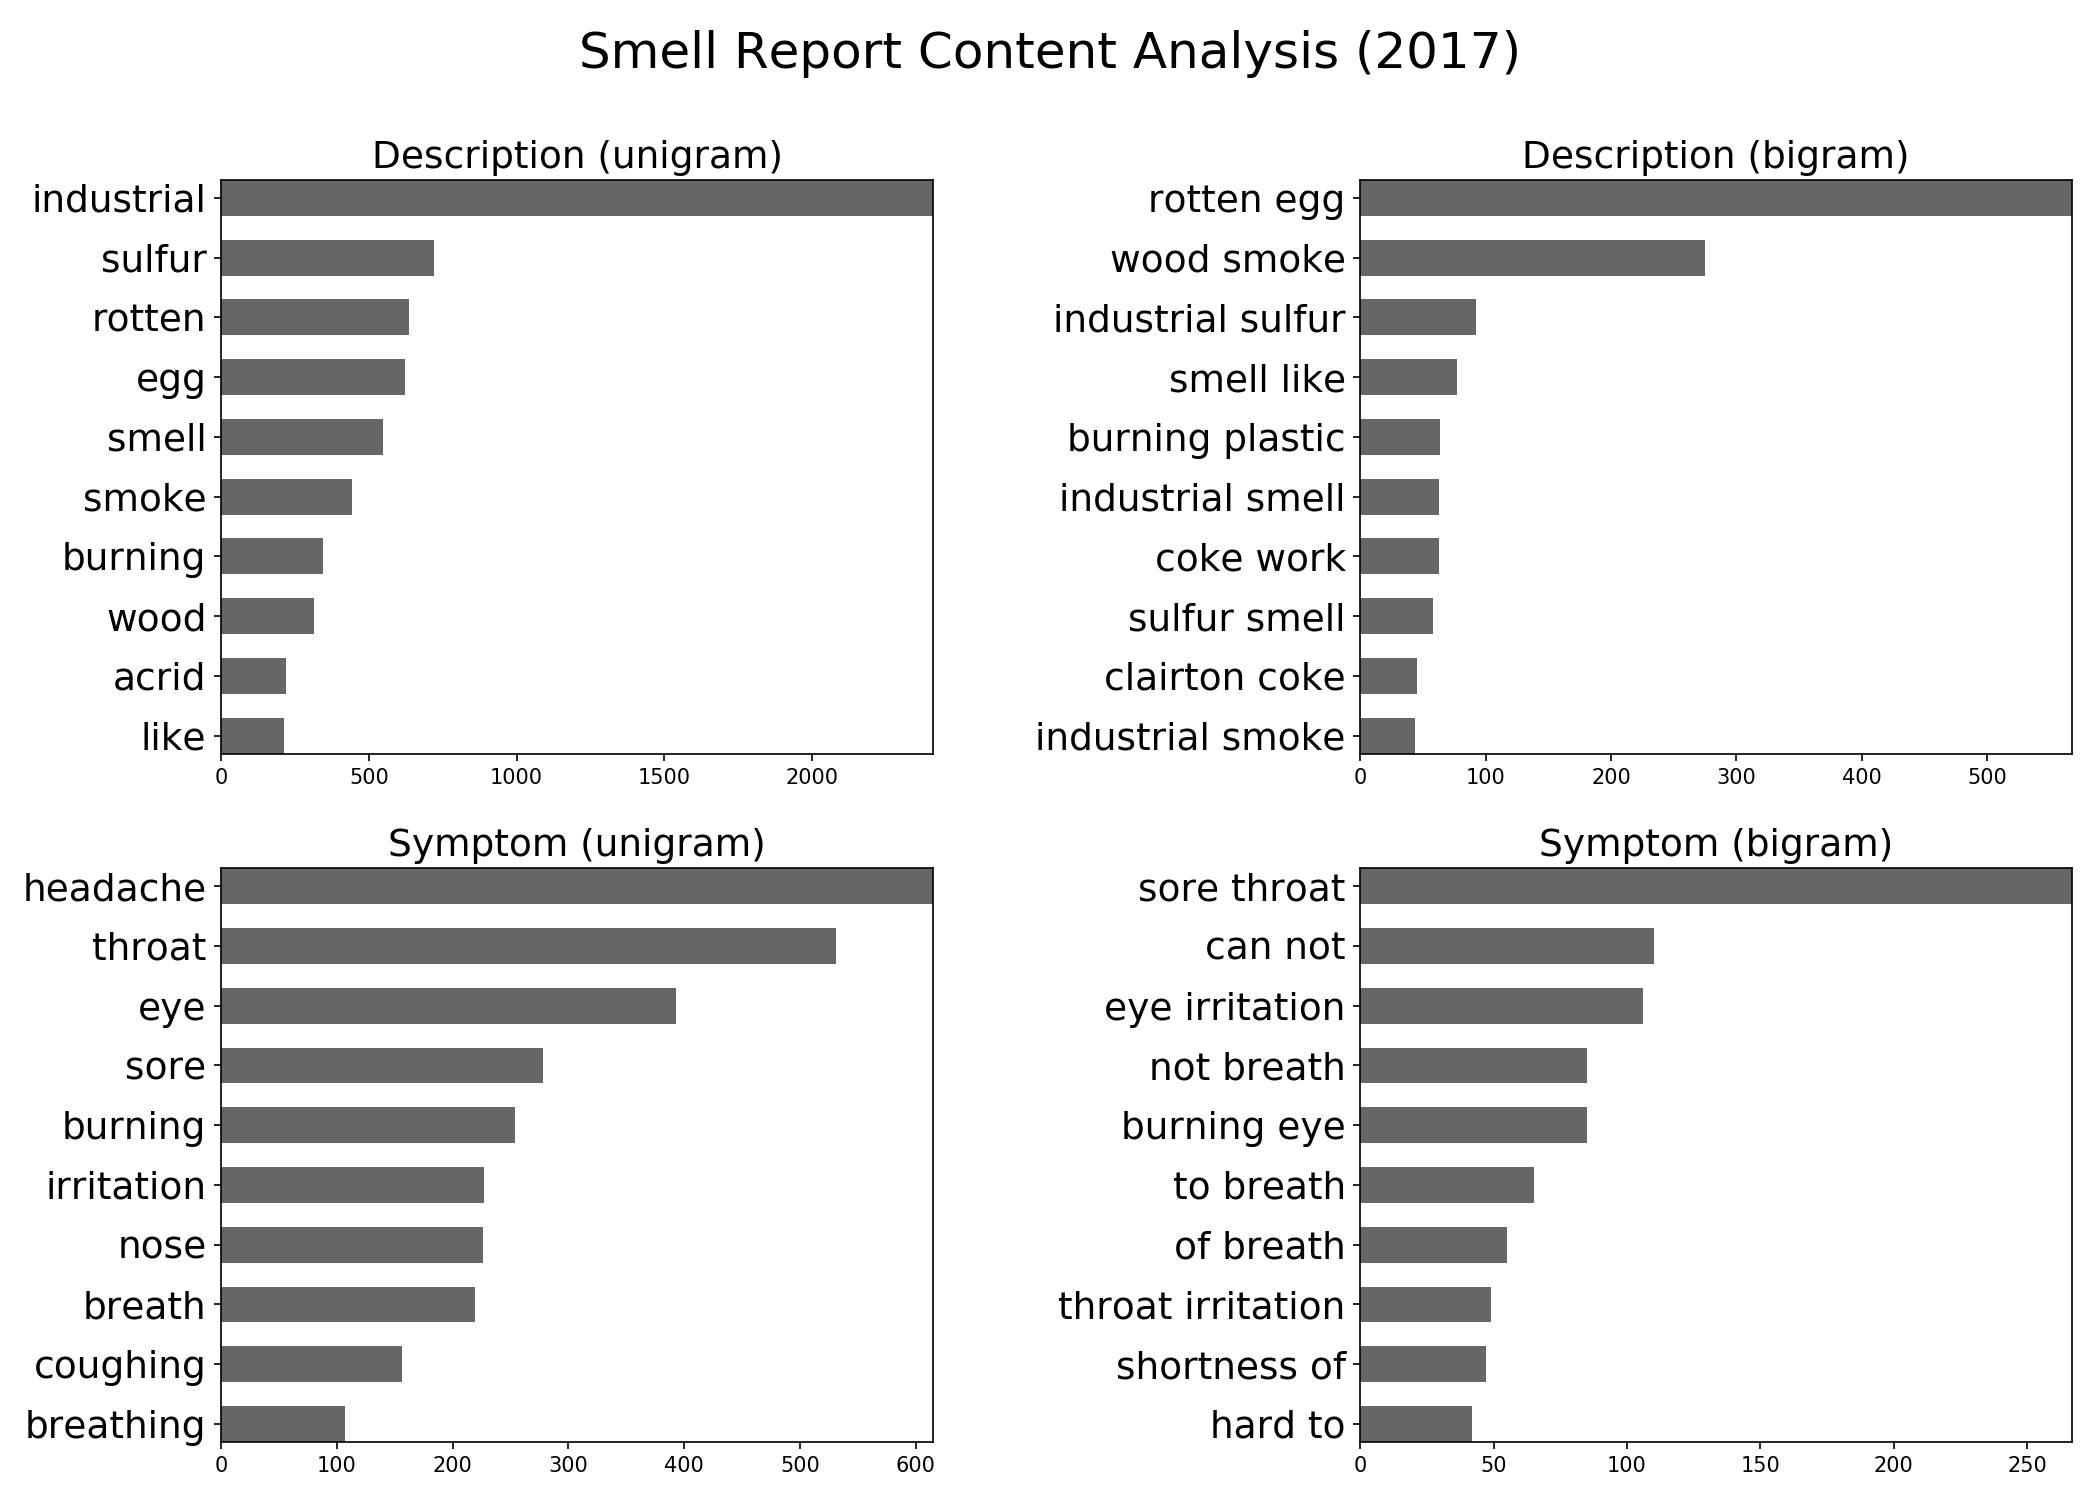 Smell Report Content Analysis (2017)
Description (unigram)
industrial
sulfur
rotten
egg
smell
smoke
burning
wood
acrid
like
0 500 1000 1500 2000
Description (bigram)
rotten egg
wood smoke
industrial sulfur
smell like
burning plastic
industrial smell
coke work
sulfur smell
clairton coke
industrial smoke
0 100 200 300 400 500
Symptom (unigram)
headache
throat
eye
sore
burning
irritation
nose
breath
coughing
breathing
0 100 200 300 400 500 600
Symptom (bigram)
sore throat
can not
eye irritation
not breath
burning eye
to breath
of breath
throat irritation
shortness of
hard to
0 50 100 150 200 250